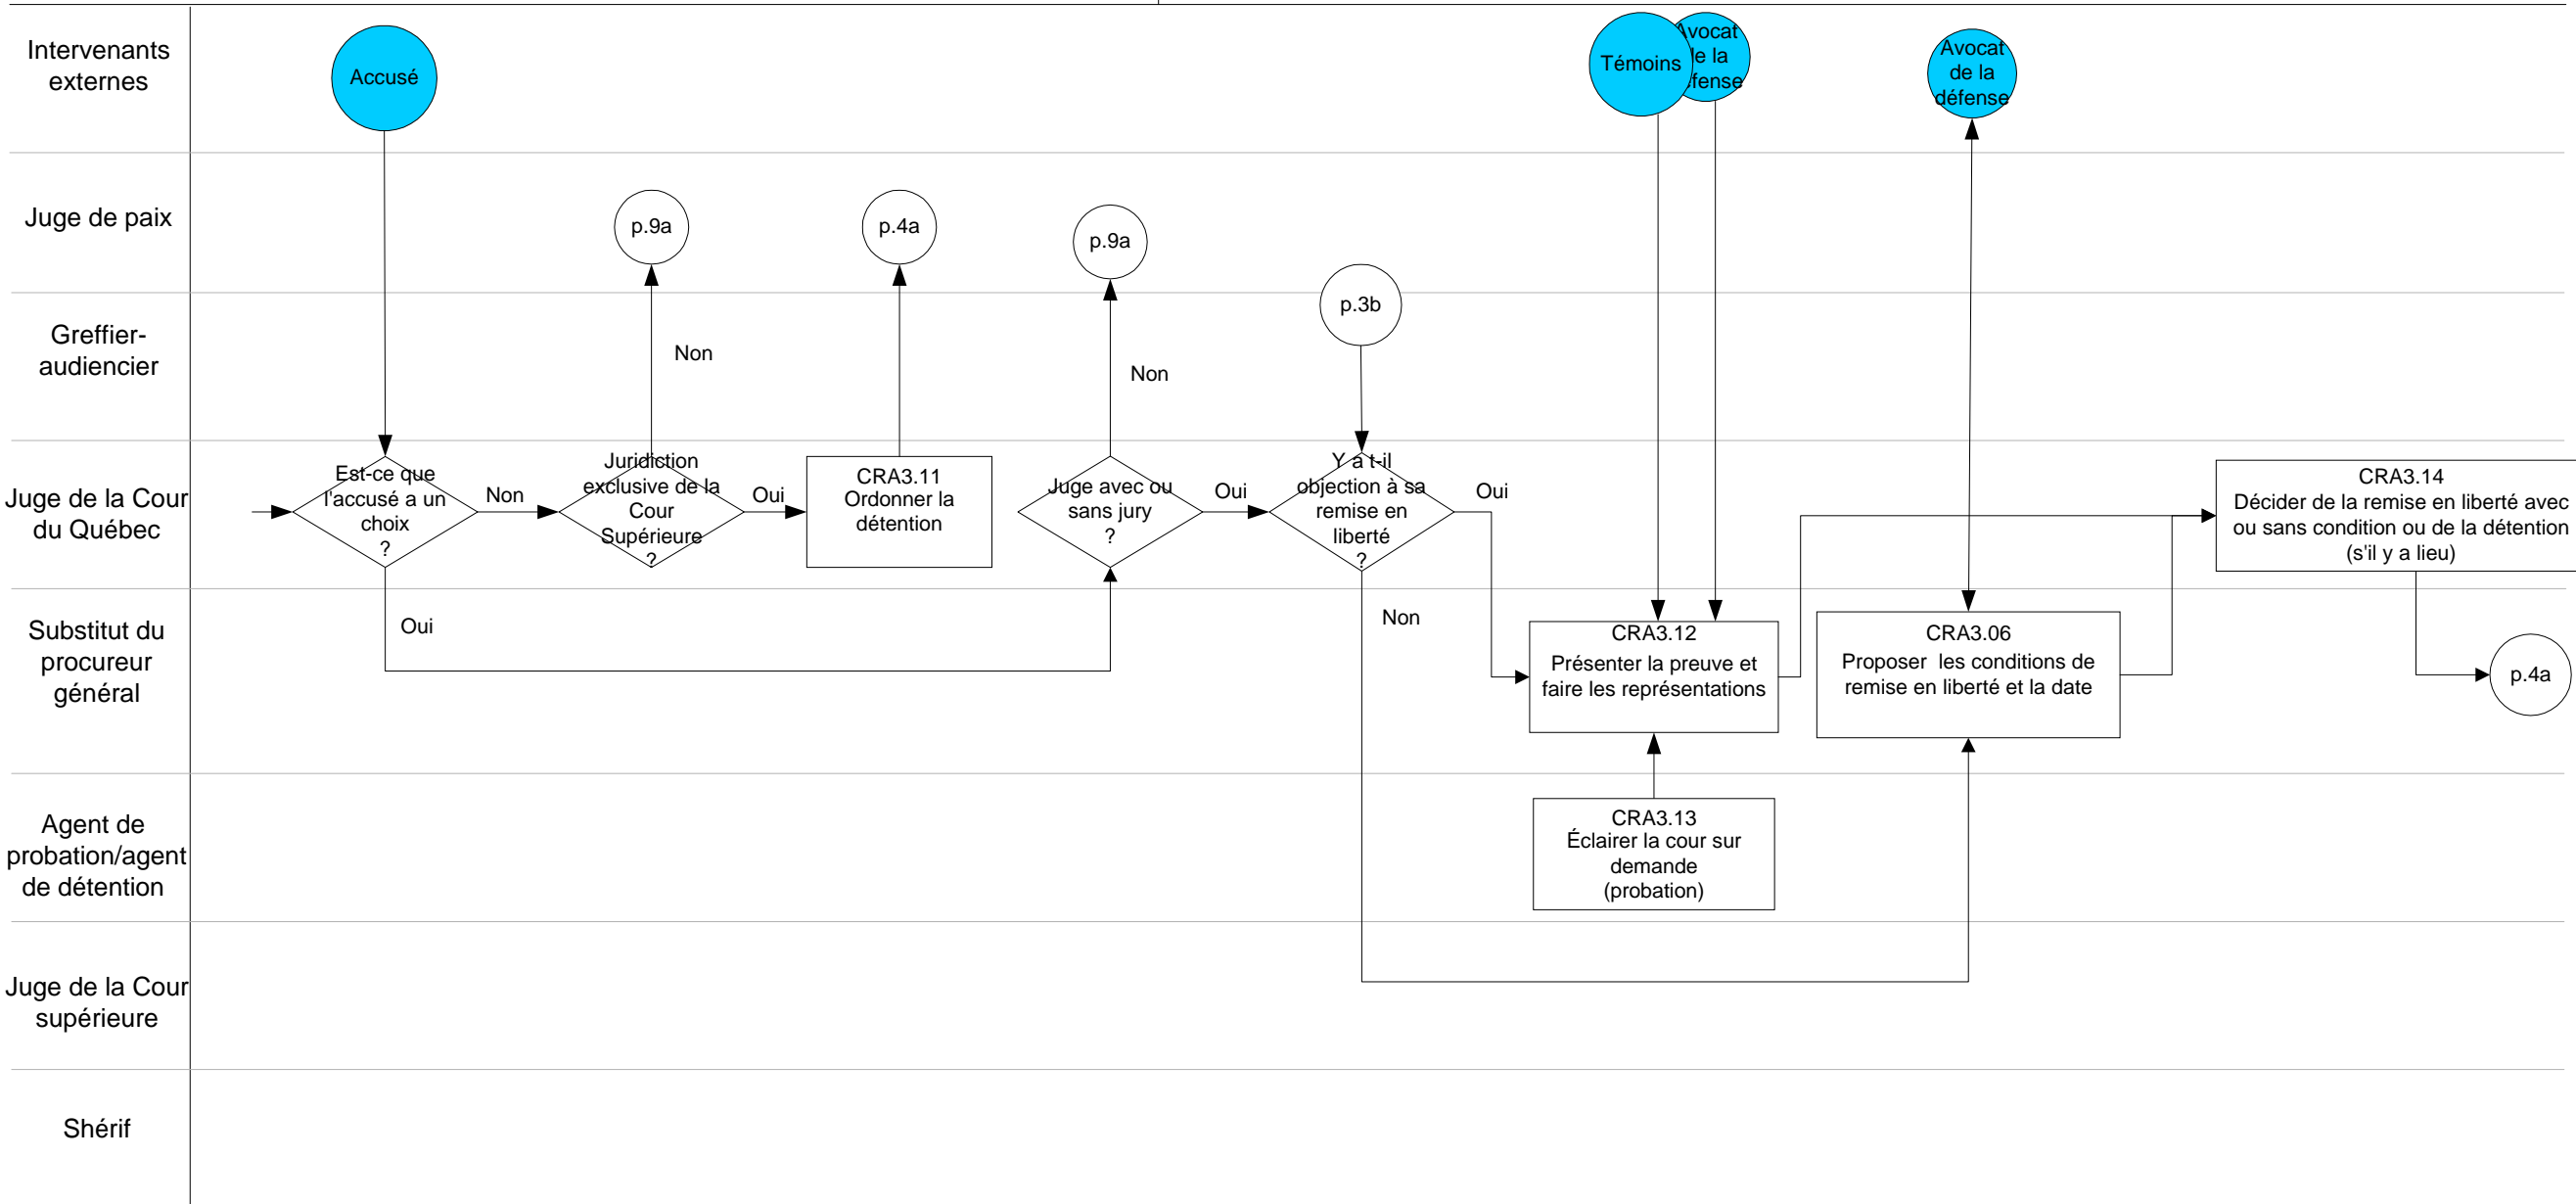 Intervenants
externes
Accusé
Témoins
Avocat
de la
défense
Avocat
de la
défense
Juge de paix
p.9a
p.4a
p.9a
Greffier-
audiencier
p.3b
Non
Non
Juge de la Cour
du Québec
Est-ce que
l'accusé a un
choix
?
Non
Juridiction
exclusive de la
Cour
Supérieure
?
Oui
CRA3.11
Ordonner la
détention
Juge avec ou
sans jury
?
Oui
Y a t-il
objection à sa
remise en
liberté
?
Oui
CRA3.14
Décider de la remise en liberté avec
ou sans condition ou de la détention
(s'il y a lieu)
Substitut du
procureur
général
Oui
Non
CRA3.12
Présenter la preuve et
faire les représentations
CRA3.06
Proposer les conditions de
remise en liberté et la date
p.4a
Agent de
probation/agent
de détention
CRA3.13
Éclairer la cour sur
demande
(probation)
Juge de la Cour
supérieure
Shérif